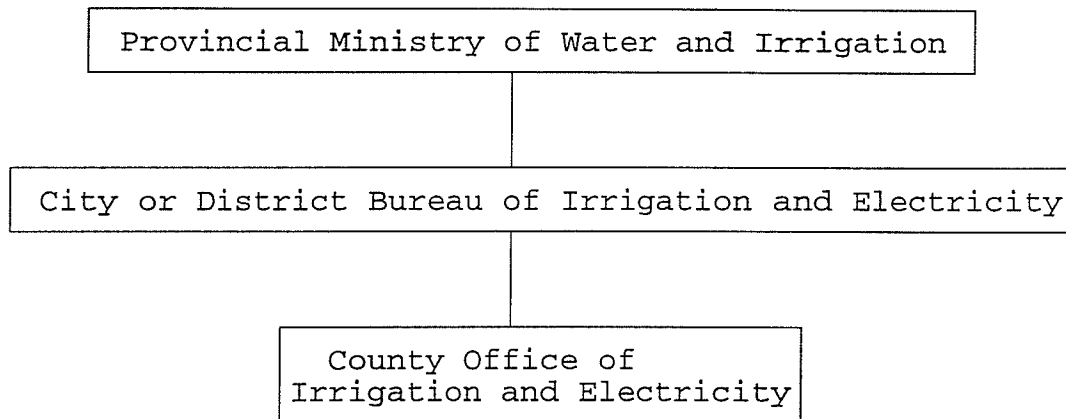 Provincial Ministry of Water and Irrigation
City or District Bureau of Irrigation and Electricity
County Office of
Irrigation and Electricity